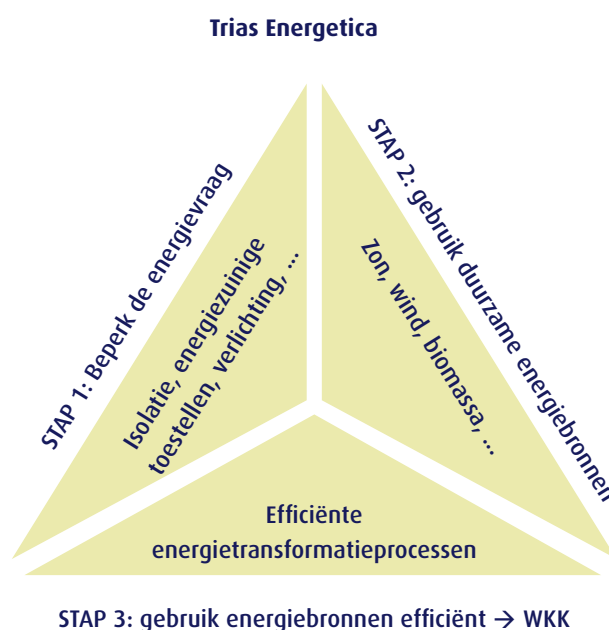 Trias Energetica
STAP 1: Beperk de energievraag
Isolatie, energiezuinige
toestellen, verlichting, ...
STAP 2: gebruik duurzame energiebronnen
Zon, wind, biomassa, ...
Efficiënte
energietransformatieprocessen
STAP 3: gebruik energiebronnen efficiënt → WKK